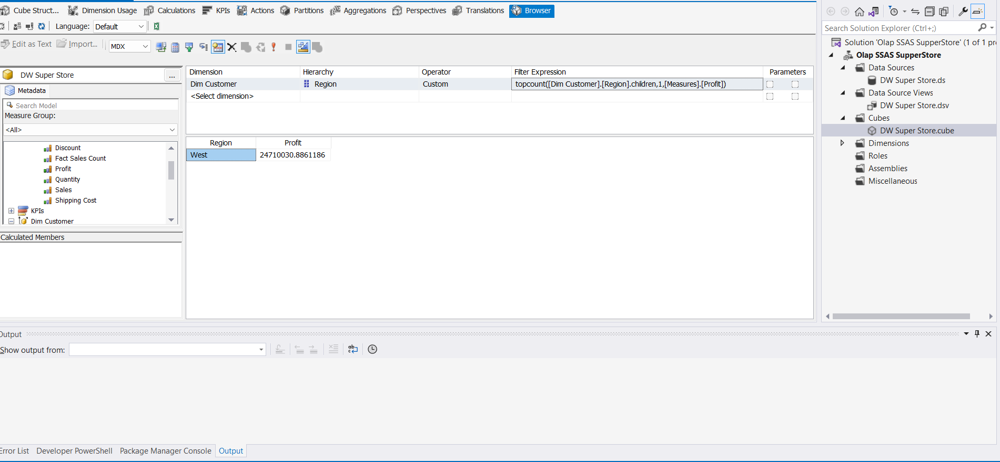 Cube Struct... Dimension Usage Calculations KPIs Actions Partitions Aggregations Perspectives Translations Browser
Language: Default
Edit as Text Import... MDX
DW Super Store ...
Metadata
Search Model
Measure Group:
<All>
Discount
Fact Sales Count
Profit
Quantity
Sales
Shipping Cost
KPIs
Dim Customer
Calculated Members
Dimension Hierarchy Operator Filter Expression Parameters
Dim Customer Region Custom topcount([Dim Customer].[Region].children,1,[Measures].[Profit])
<Select dimension>
Region Profit
West 24710030.8861186
Search Solution Explorer (Ctrl+;)
Solution 'Olap SSAS SupperStore' (1 of 1 pr
Olap SSAS SupperStore
Data Sources
DW Super Store.ds
Data Source Views
DW Super Store.dsv
Cubes
DW Super Store.cube
Dimensions
Roles
Assemblies
Miscellaneous
Output
Show output from:
Error List Developer PowerShell Package Manager Console Output